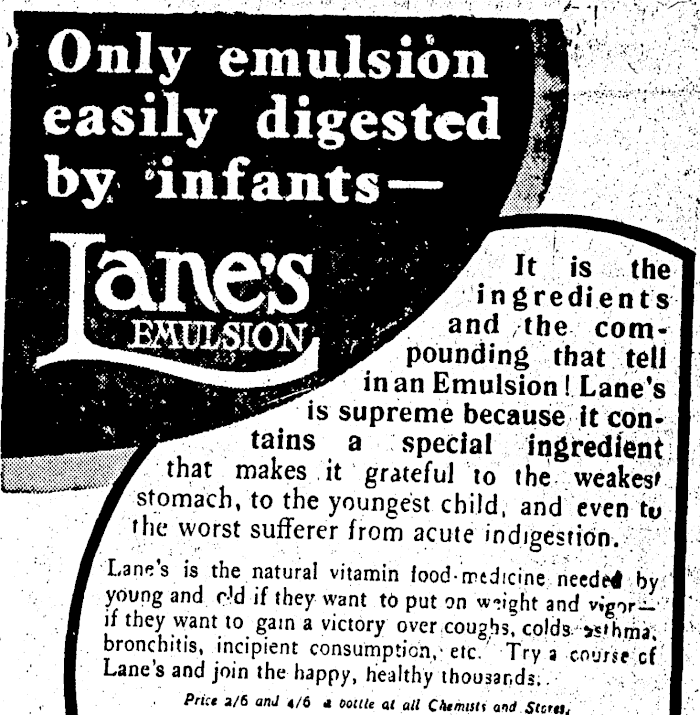 Only emulsion
easily digested
by infants—
Lane's
EMULSION
It is the
ingredients
and the com-
pounding that tell
in an Emulsion! Lane's
is supreme because it con-
tains a special ingredient
that makes it grateful to the weakest
stomach, to the youngest child, and even to
the worst sufferer from acute indigestion.
Lane's is the natural vitamin food-medicine needed by
young and old if they want to put on weight and vigor—
if they want to gain a victory over coughs, colds, asthma,
bronchitis, incipient consumption, etc. Try a course of
Lane's and join the happy, healthy thousands.
Price 2/6 and 4/6 a bottle at all Chemists and Stores.